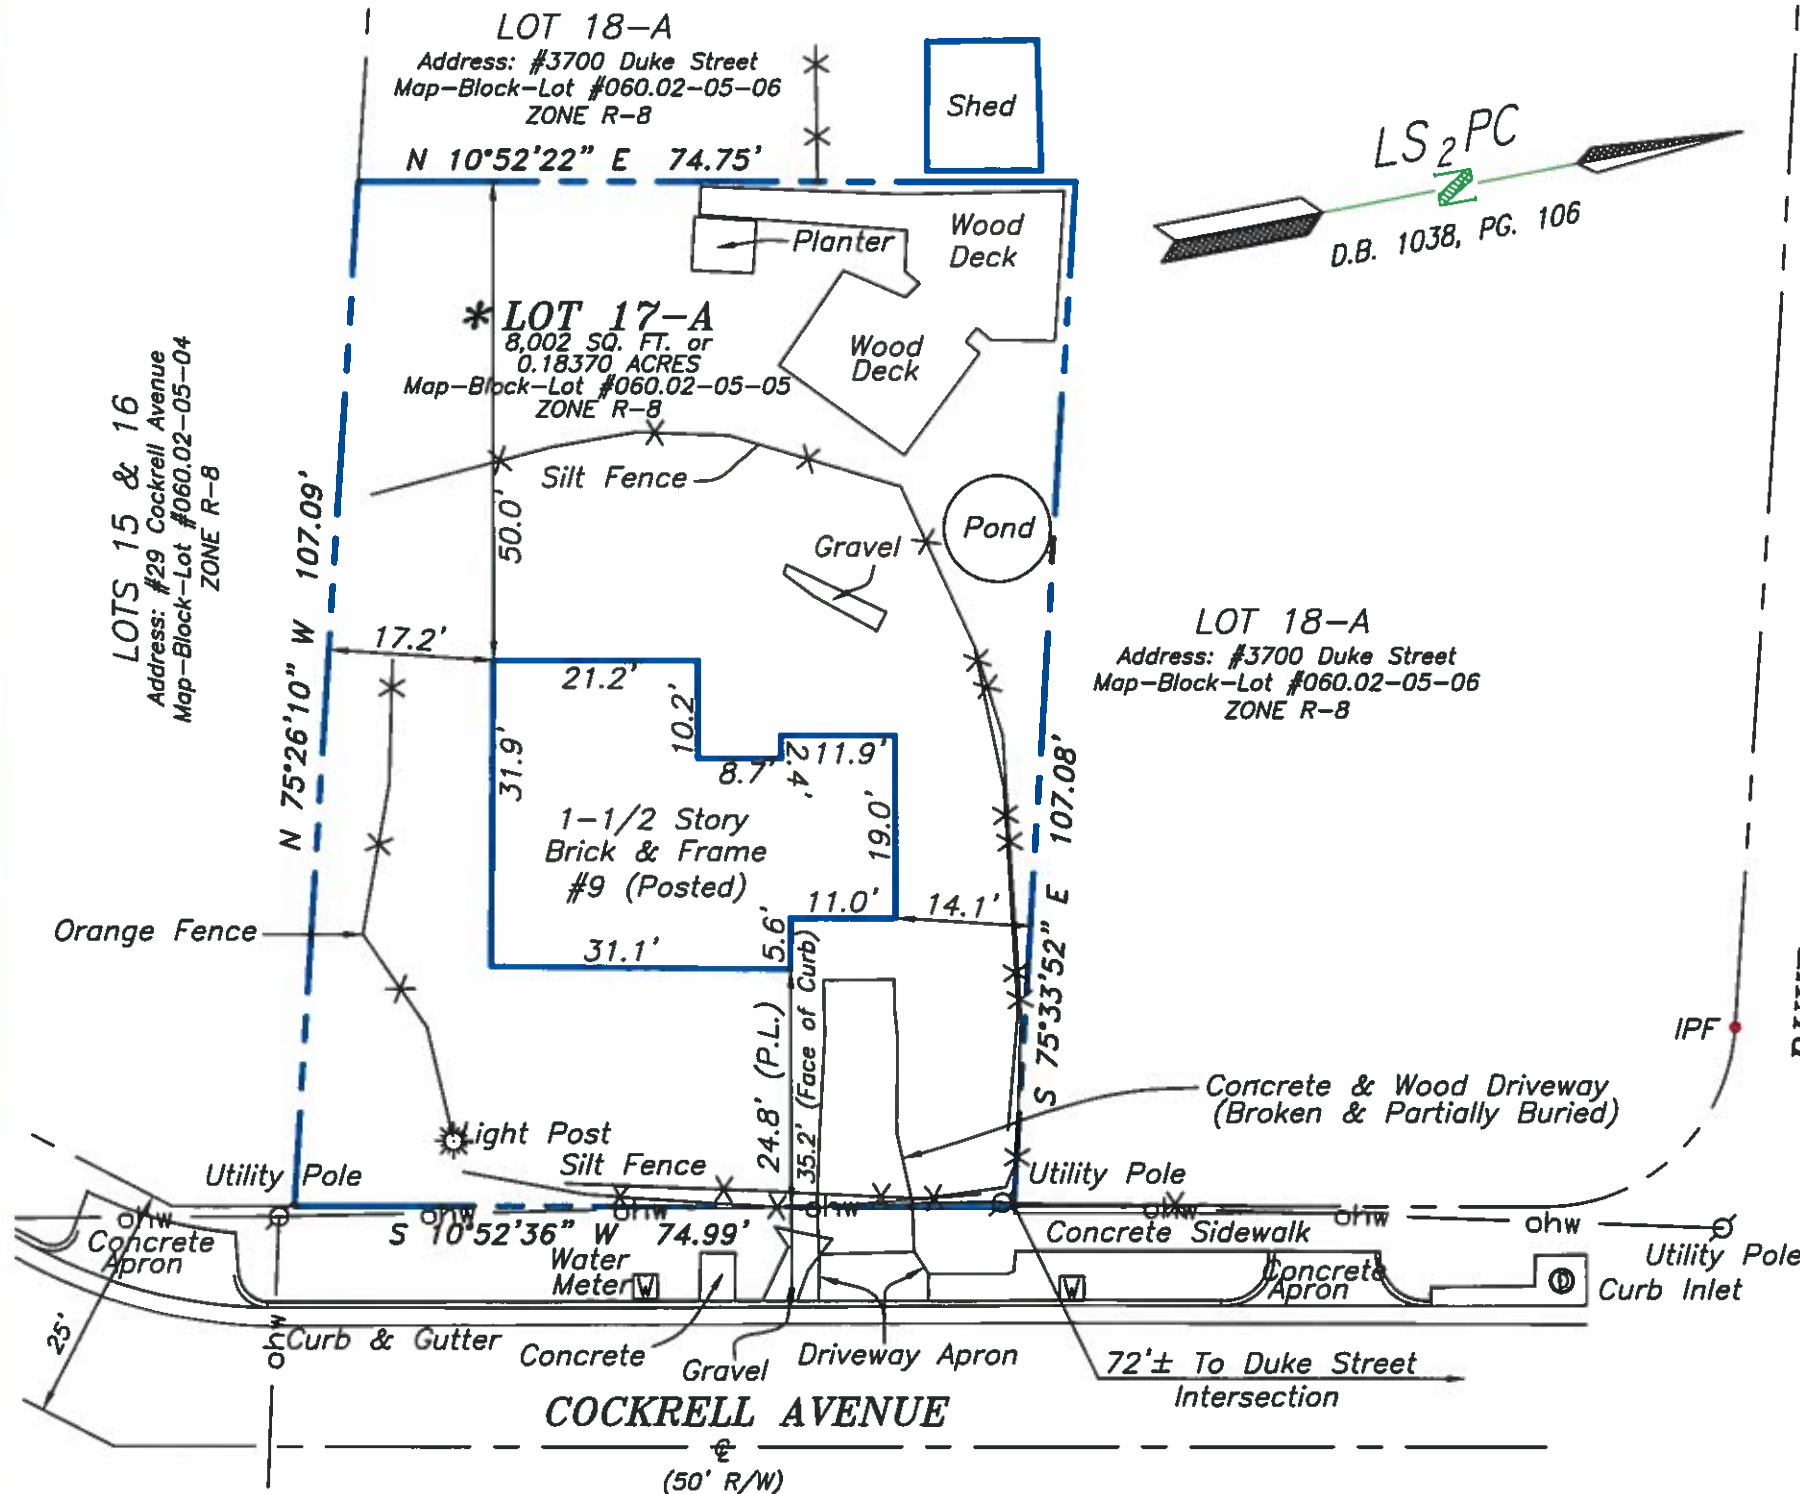 LOT 18-A
Address: #3700 Duke Street
Map-Block-Lot #060.02-05-06
ZONE R-8
Shed
LS2PC
N
D.B. 1038, PG. 106
N 10°52'22" E 74.75'
Planter
Wood
Deck
Wood
Deck
* LOT 17-A
8,002 SQ. FT. or
0.18370 ACRES
Map-Block-Lot #060.02-05-05
ZONE R-8
LOTS 15 & 16
Address: #29 Cockrell Avenue
Map-Block-Lot #060.02-05-04
ZONE R-8
N 75°26'10" W 107.09'
Silt Fence
50.0'
Gravel
Pond
LOT 18-A
Address: #3700 Duke Street
Map-Block-Lot #060.02-05-06
ZONE R-8
17.2'
21.2'
10.2'
31.9'
8.7'
2.4'
11.9'
19.0'
1-1/2 Story
Brick & Frame
#9 (Posted)
11.0'
14.1'
5.6'
31.1'
S 75°33'52" E 107.08'
Orange Fence
24.8' (P.L.)
35.2' (Face of Curb)
IPF
Concrete & Wood Driveway
(Broken & Partially Buried)
Light Post
Silt Fence
Utility Pole
Utility Pole
ohw
ohw
ohw
ohw
ohw
ohw
ohw
S 10°52'36" W 74.99'
Concrete Sidewalk
Utility Pole
Concrete
Apron
Water
Meter
W
W
Concrete
Apron
D
Curb Inlet
25'
ohw
Curb & Gutter
Concrete
Gravel
Driveway Apron
72'± To Duke Street
Intersection
COCKRELL AVENUE
℄
(50' R/W)